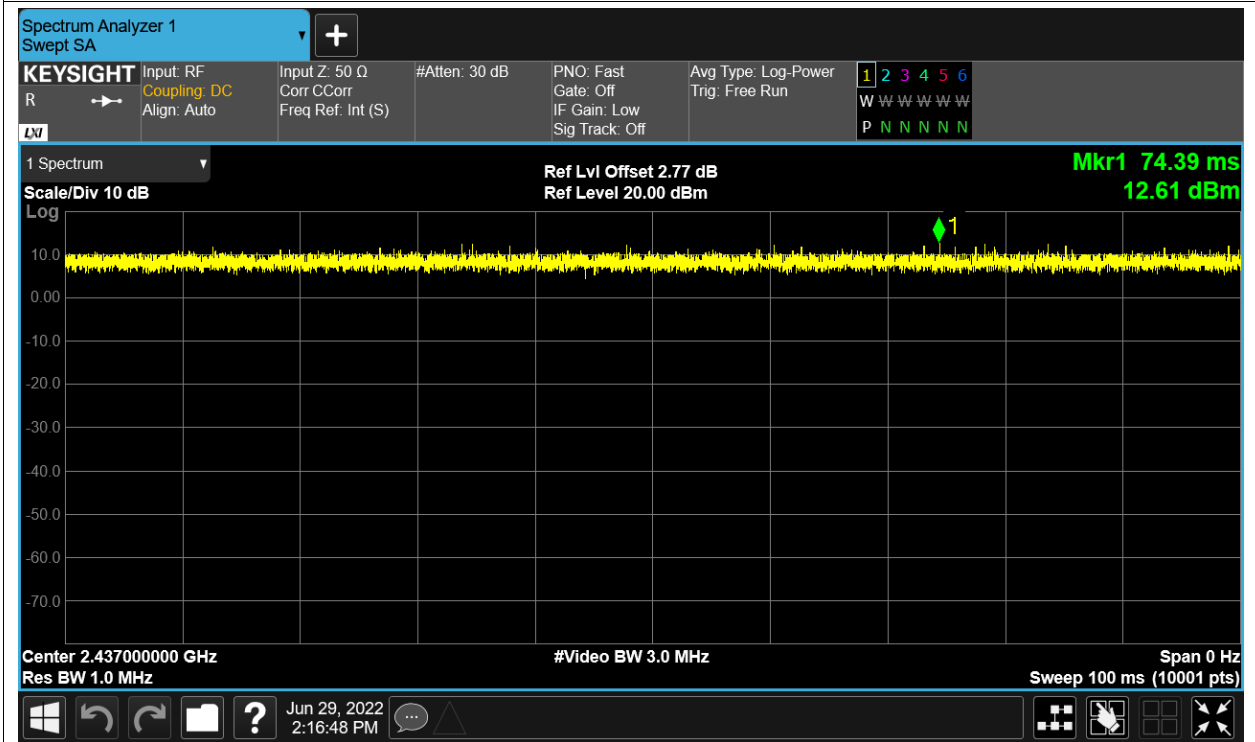 Spectrum Analyzer 1
Swept SA
KEYSIGHT
R
LXI
Input: RF
Coupling: DC
Align: Auto
Input Z: 50 Ω
Corr CCorr
Freq Ref: Int (S)
#Atten: 30 dB
PNO: Fast
Gate: Off
IF Gain: Low
Sig Track: Off
Avg Type: Log-Power
Trig: Free Run
1 2 3 4 5 6
W W W W W W
P N N N N N
1 Spectrum
Scale/Div 10 dB
Ref Lvl Offset 2.77 dB
Ref Level 20.00 dBm
Mkr1 74.39 ms
12.61 dBm
Log
1
10.0
0.00
-10.0
-20.0
-30.0
-40.0
-50.0
-60.0
-70.0
Center 2.437000000 GHz
#Video BW 3.0 MHz
Span 0 Hz
Res BW 1.0 MHz
Sweep 100 ms (10001 pts)
?
Jun 29, 2022
2:16:48 PM